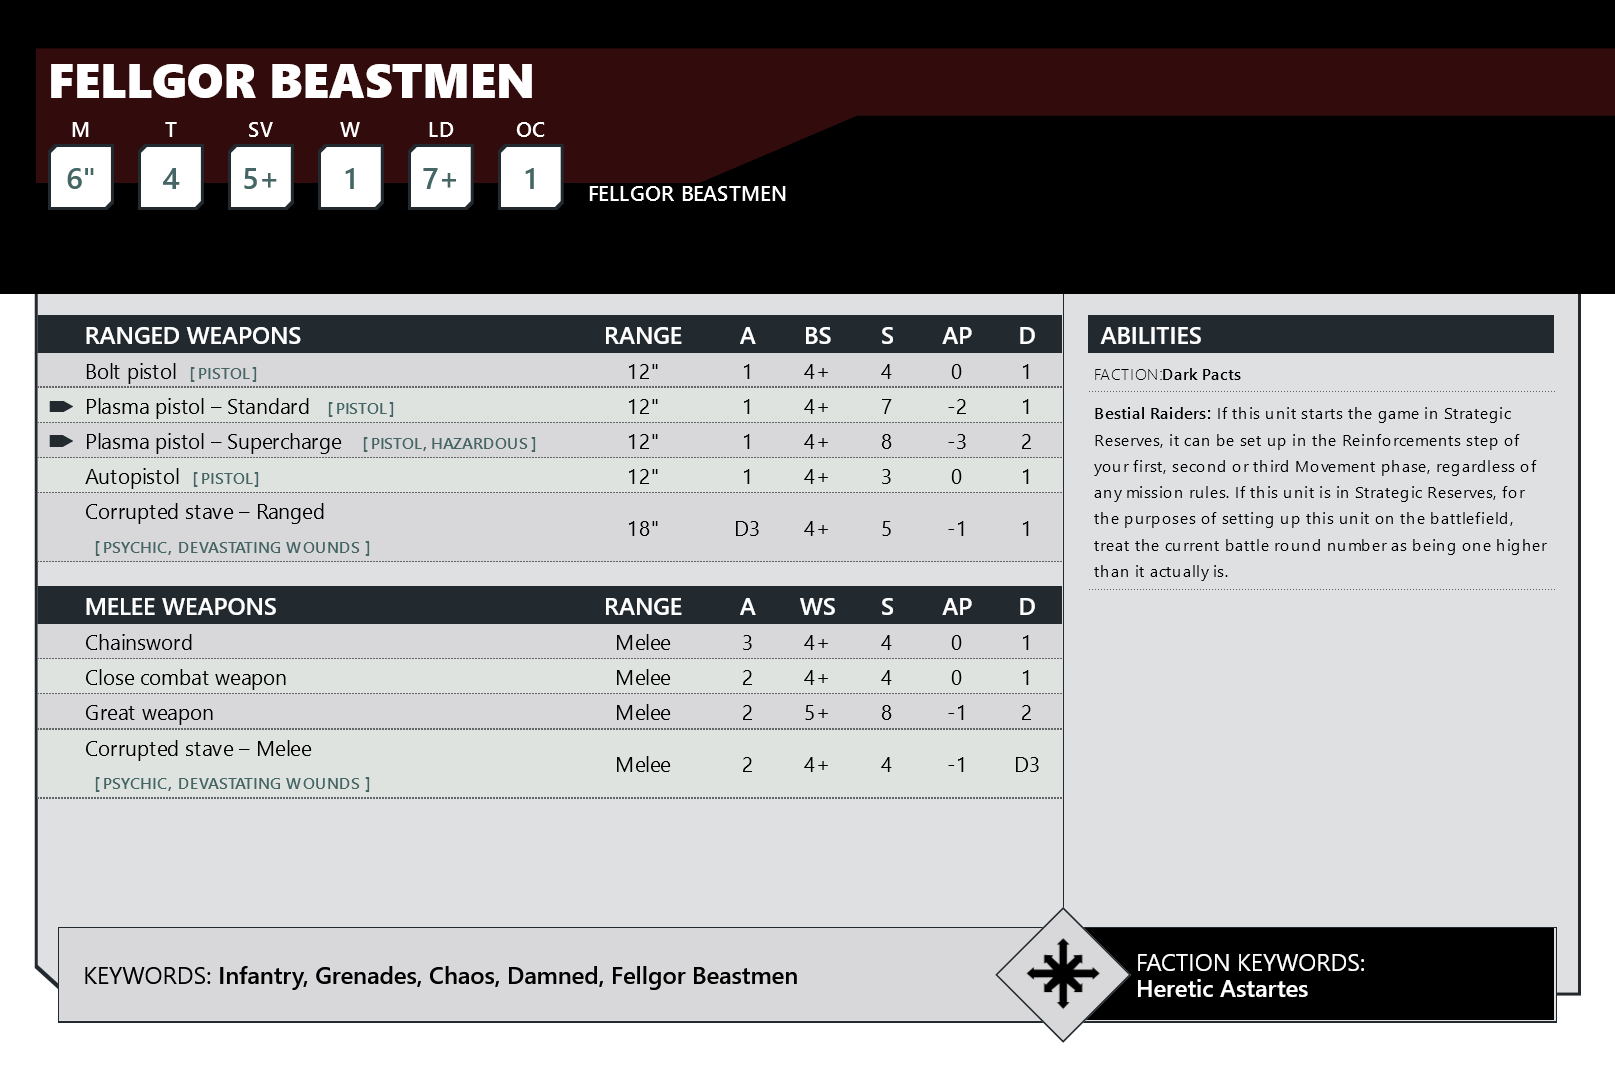 FELLGOR BEASTMEN
M T SV W LD OC
6" 4 5+ 1 7+ 1
FELLGOR BEASTMEN
RANGED WEAPONS RANGE A BS S AP D
Bolt pistol [PISTOL] 12" 1 4+ 4 0 1
Plasma pistol – Standard [PISTOL] 12" 1 4+ 7 -2 1
Plasma pistol – Supercharge [PISTOL, HAZARDOUS] 12" 1 4+ 8 -3 2
Autopistol [PISTOL] 12" 1 4+ 3 0 1
Corrupted stave – Ranged 18" D3 4+ 5 -1 1
[PSYCHIC, DEVASTATING WOUNDS]
MELEE WEAPONS RANGE A WS S AP D
Chainsword Melee 3 4+ 4 0 1
Close combat weapon Melee 2 4+ 4 0 1
Great weapon Melee 2 5+ 8 -1 2
Corrupted stave – Melee Melee 2 4+ 4 -1 D3
[PSYCHIC, DEVASTATING WOUNDS]
ABILITIES
FACTION:Dark Pacts
Bestial Raiders: If this unit starts the game in Strategic
Reserves, it can be set up in the Reinforcements step of
your first, second or third Movement phase, regardless of
any mission rules. If this unit is in Strategic Reserves, for
the purposes of setting up this unit on the battlefield,
treat the current battle round number as being one higher
than it actually is.
KEYWORDS: Infantry, Grenades, Chaos, Damned, Fellgor Beastmen
FACTION KEYWORDS:
Heretic Astartes